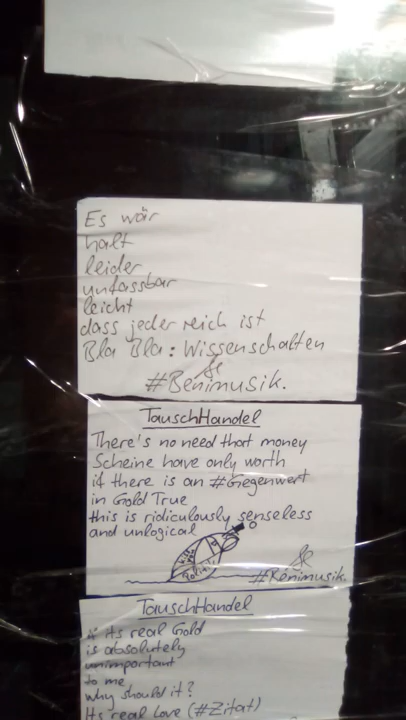 Es wär
halt
leider
unfassbar
leicht
dass jeder reich ist
Bla Bla: Wissenschalten
#Benimusik.
TauschHandel
There's no need that money
Scheine have only worth
if there is an #Gegenwert
in Gold True
this is ridiculously senseless
and unlogical
#Benimusik.
TauschHandel
if its real Gold
is absolutely
unimportant
to me
why should it?
Its real Love (#Zitat)